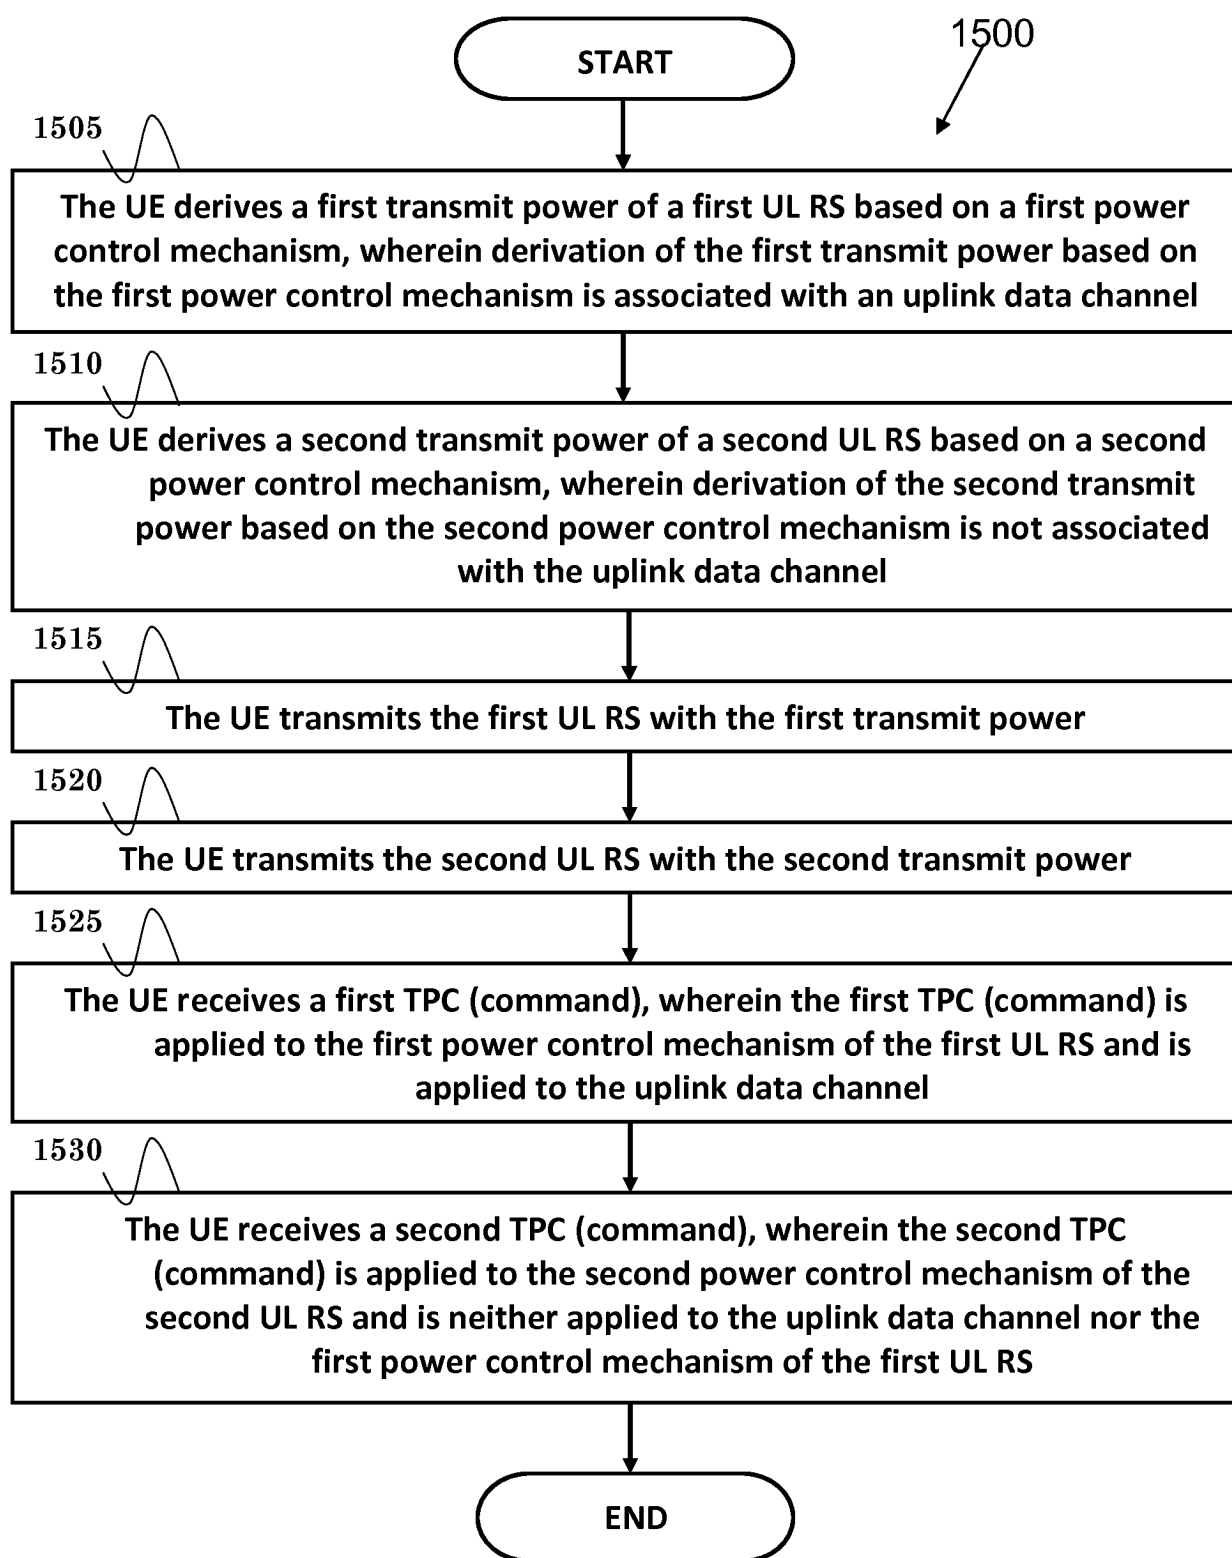 START
1500
1505
The UE derives a first transmit power of a first UL RS based on a first power
control mechanism, wherein derivation of the first transmit power based on
the first power control mechanism is associated with an uplink data channel
1510
The UE derives a second transmit power of a second UL RS based on a second
power control mechanism, wherein derivation of the second transmit
power based on the second power control mechanism is not associated
with the uplink data channel
1515
The UE transmits the first UL RS with the first transmit power
1520
The UE transmits the second UL RS with the second transmit power
1525
The UE receives a first TPC (command), wherein the first TPC (command) is
applied to the first power control mechanism of the first UL RS and is
applied to the uplink data channel
1530
The UE receives a second TPC (command), wherein the second TPC
(command) is applied to the second power control mechanism of the
second UL RS and is neither applied to the uplink data channel nor the
first power control mechanism of the first UL RS
END